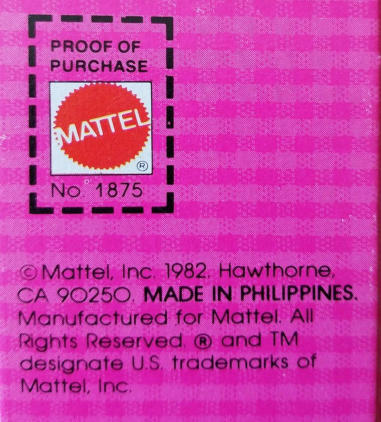 PROOF OF
PURCHASE
MATTEL
®
No. 1875
© Mattel, Inc. 1982. Hawthorne,
CA 90250. MADE IN PHILIPPINES.
Manufactured for Mattel. All
Rights Reserved. ® and TM
designate U.S. trademarks of
Mattel, Inc.